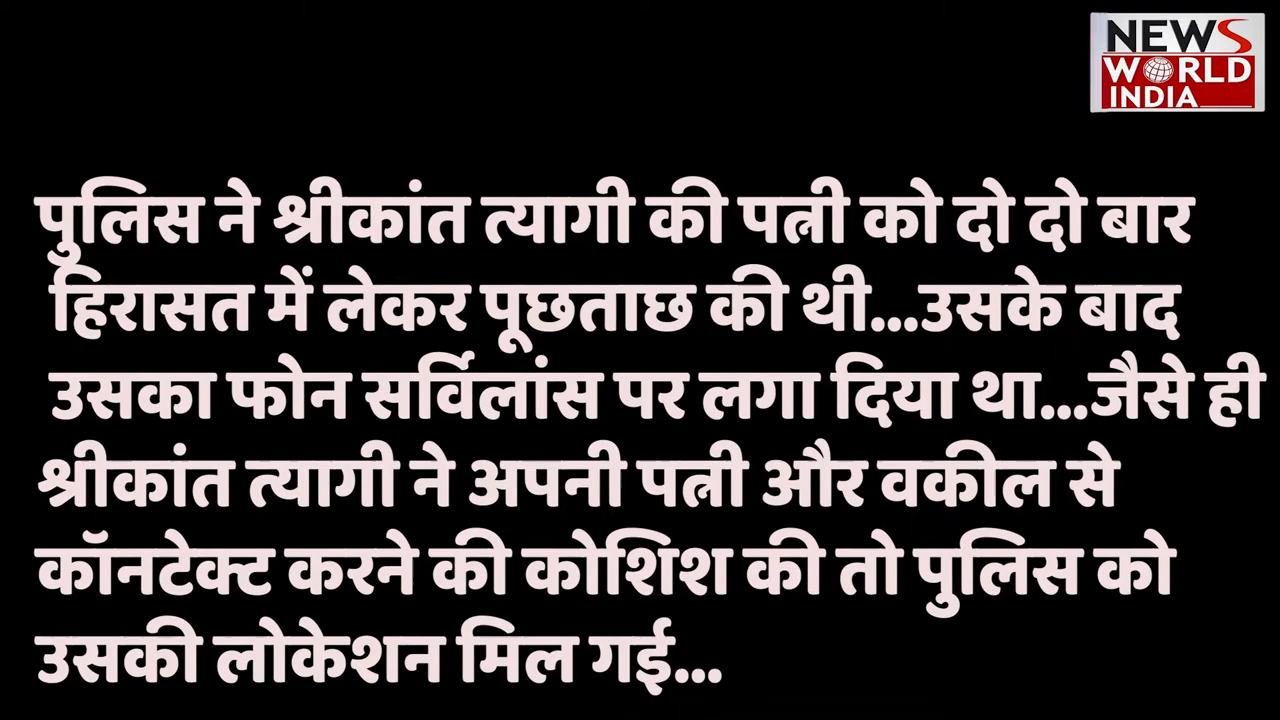 NEWS
WORLD
INDIA
पुलिस ने श्रीकांत त्यागी की पत्नी को दो दो बार
हिरासत में लेकर पूछताछ की थी...उसके बाद
उसका फोन सर्विलांस पर लगा दिया था...जैसे ही
श्रीकांत त्यागी ने अपनी पत्नी और वकील से
कॉनटेक्ट करने की कोशिश की तो पुलिस को
उसकी लोकेशन मिल गई...